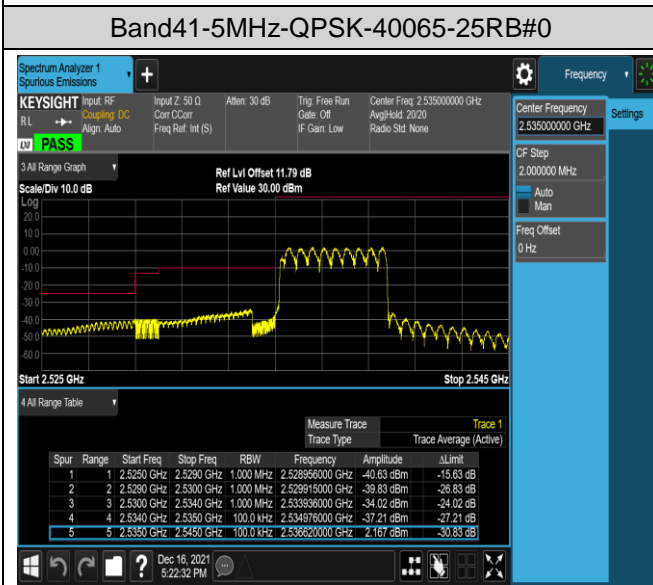 Band41-5MHz-QPSK-40065-25RB#0
Spectrum Analyzer 1
Spurious Emissions
+
Frequency
KEYSIGHT Input: RF Input Z: 50 Ω Atten: 30 dB Trig: Free Run Center Freq: 2.535000000 GHz
RL Coupling: DC Corr CCorr Gate: Off Avg|Hold: 20/20
Align: Auto Freq Ref: Int (S) IF Gain: Low Radio Std: None
LXI PASS
Center Frequency
2.535000000 GHz
Settings
CF Step
2.000000 MHz
Auto
Man
Freq Offset
0 Hz
3 All Range Graph
Ref Lvl Offset 11.79 dB
Scale/Div 10.0 dB Ref Value 30.00 dBm
Log
20.0
10.0
0.00
-10.0
-20.0
-30.0
-40.0
-50.0
-60.0
Start 2.525 GHz Stop 2.545 GHz
4 All Range Table
Measure Trace Trace 1
Trace Type Trace Average (Active)
Spur Range Start Freq Stop Freq RBW Frequency Amplitude ΔLimit
1 1 2.5250 GHz 2.5290 GHz 1.000 MHz 2.528956000 GHz -40.63 dBm -15.63 dB
2 2 2.5290 GHz 2.5300 GHz 1.000 MHz 2.529915000 GHz -39.83 dBm -26.83 dB
3 3 2.5300 GHz 2.5340 GHz 1.000 MHz 2.533936000 GHz -34.02 dBm -24.02 dB
4 4 2.5340 GHz 2.5350 GHz 100.0 kHz 2.534976000 GHz -37.21 dBm -27.21 dB
5 5 2.5350 GHz 2.5450 GHz 100.0 kHz 2.536620000 GHz 2.167 dBm -30.83 dB
? Dec 16, 2021
5:22:32 PM